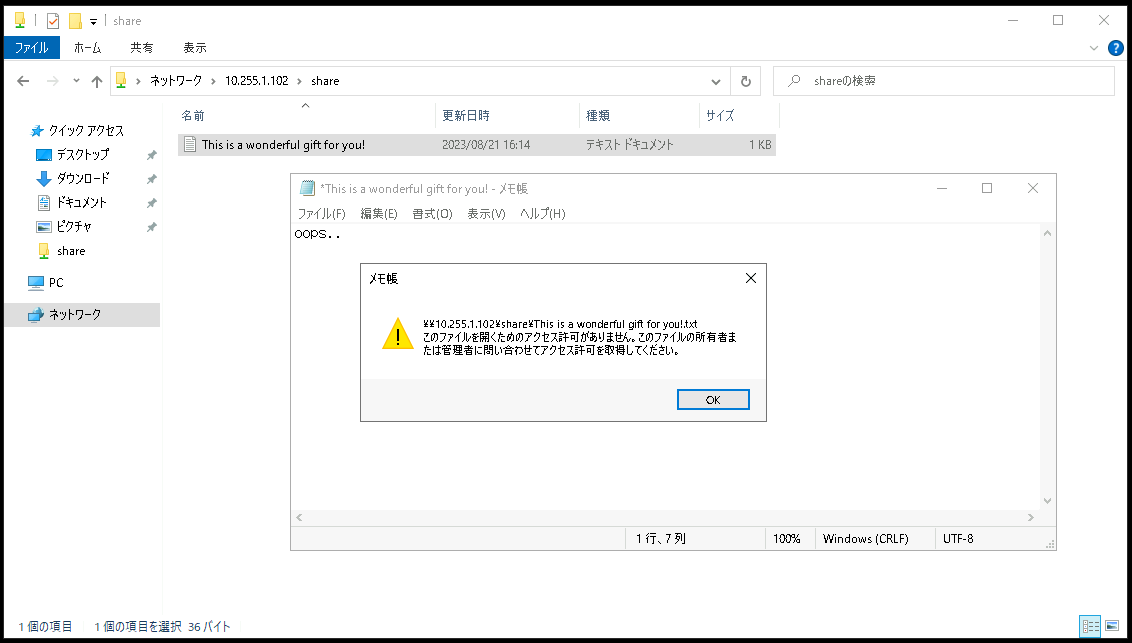 share
ファイル ホーム 共有 表示
ネットワーク 10.255.1.102 share
shareの検索
名前 更新日時 種類 サイズ
This is a wonderful gift for you! 2023/08/21 16:14 テキスト ドキュメント 1 KB
クイック アクセス
デスクトップ
ダウンロード
ドキュメント
ピクチャ
share
PC
ネットワーク
*This is a wonderful gift for you! - メモ帳
ファイル(F) 編集(E) 書式(O) 表示(V) ヘルプ(H)
oops..
メモ帳
¥¥10.255.1.102¥share¥This is a wonderful gift for you!.txt
このファイルを開くためのアクセス許可がありません。このファイルの所有者ま
たは管理者に問い合わせてアクセス許可を取得してください。
OK
1 行、7 列 100% Windows (CRLF) UTF-8
1 個の項目 1 個の項目を選択 36 バイト